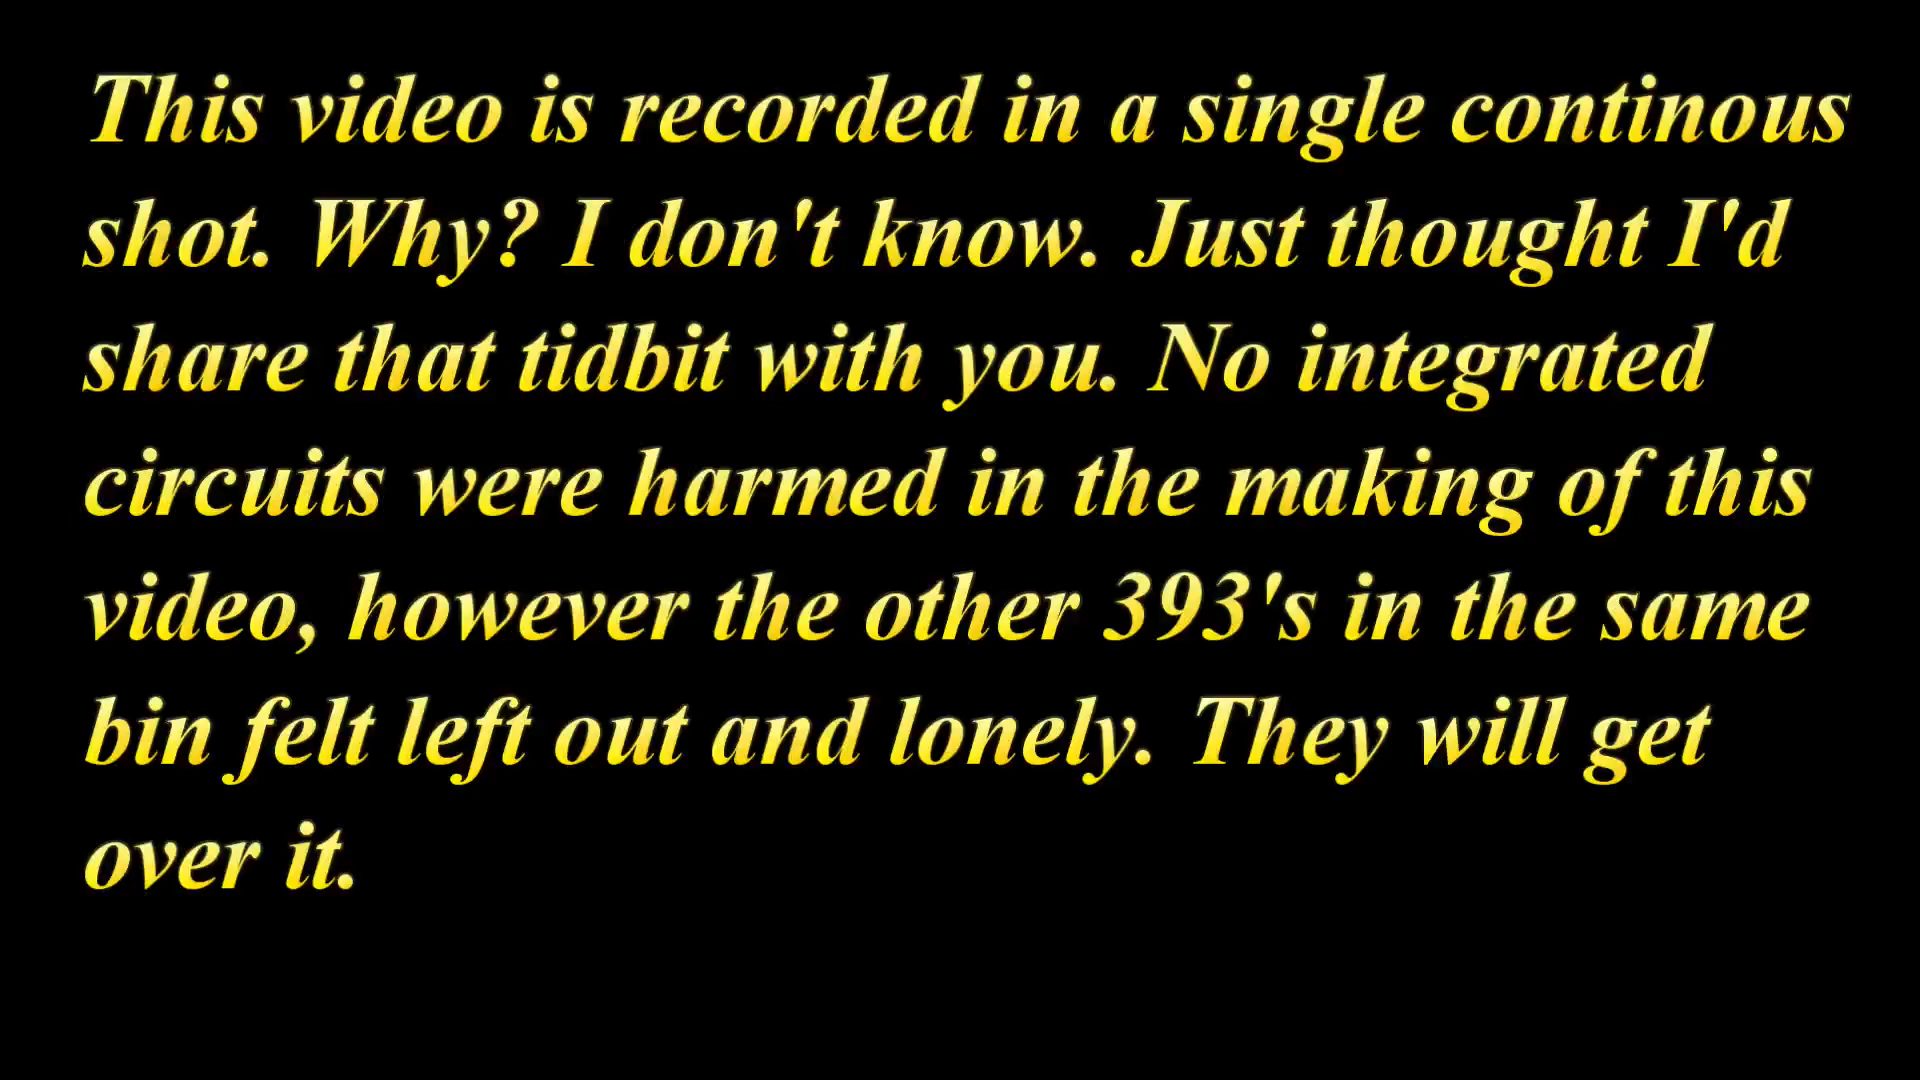 This video is recorded in a single continous
shot. Why? I don't know. Just thought I'd
share that tidbit with you. No integrated
circuits were harmed in the making of this
video, however the other 393's in the same
bin felt left out and lonely. They will get
over it.